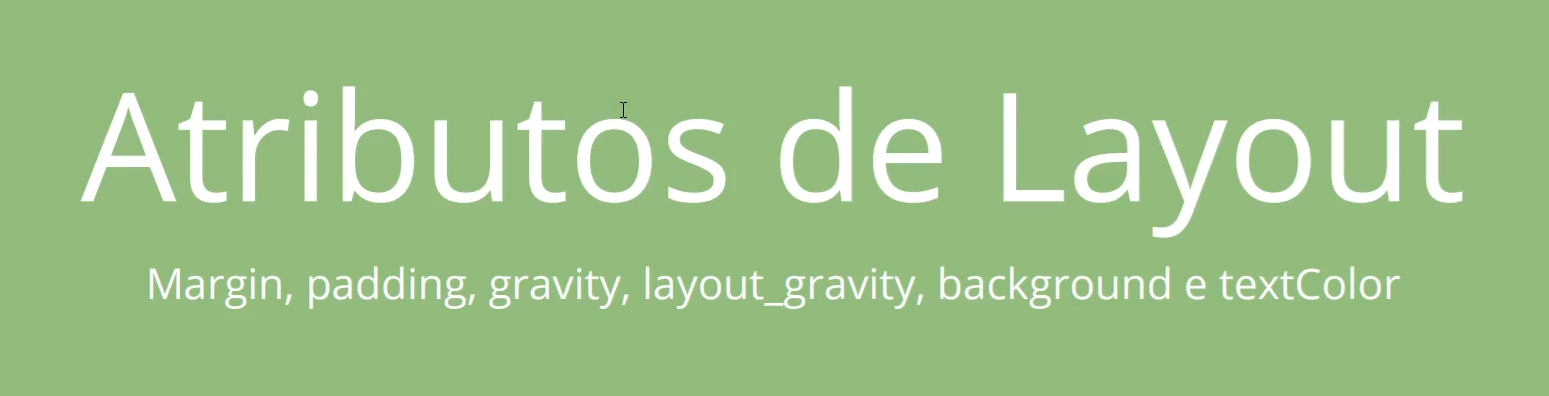 Atributos de Layout
Margin, padding, gravity, layout_gravity, background e textColor